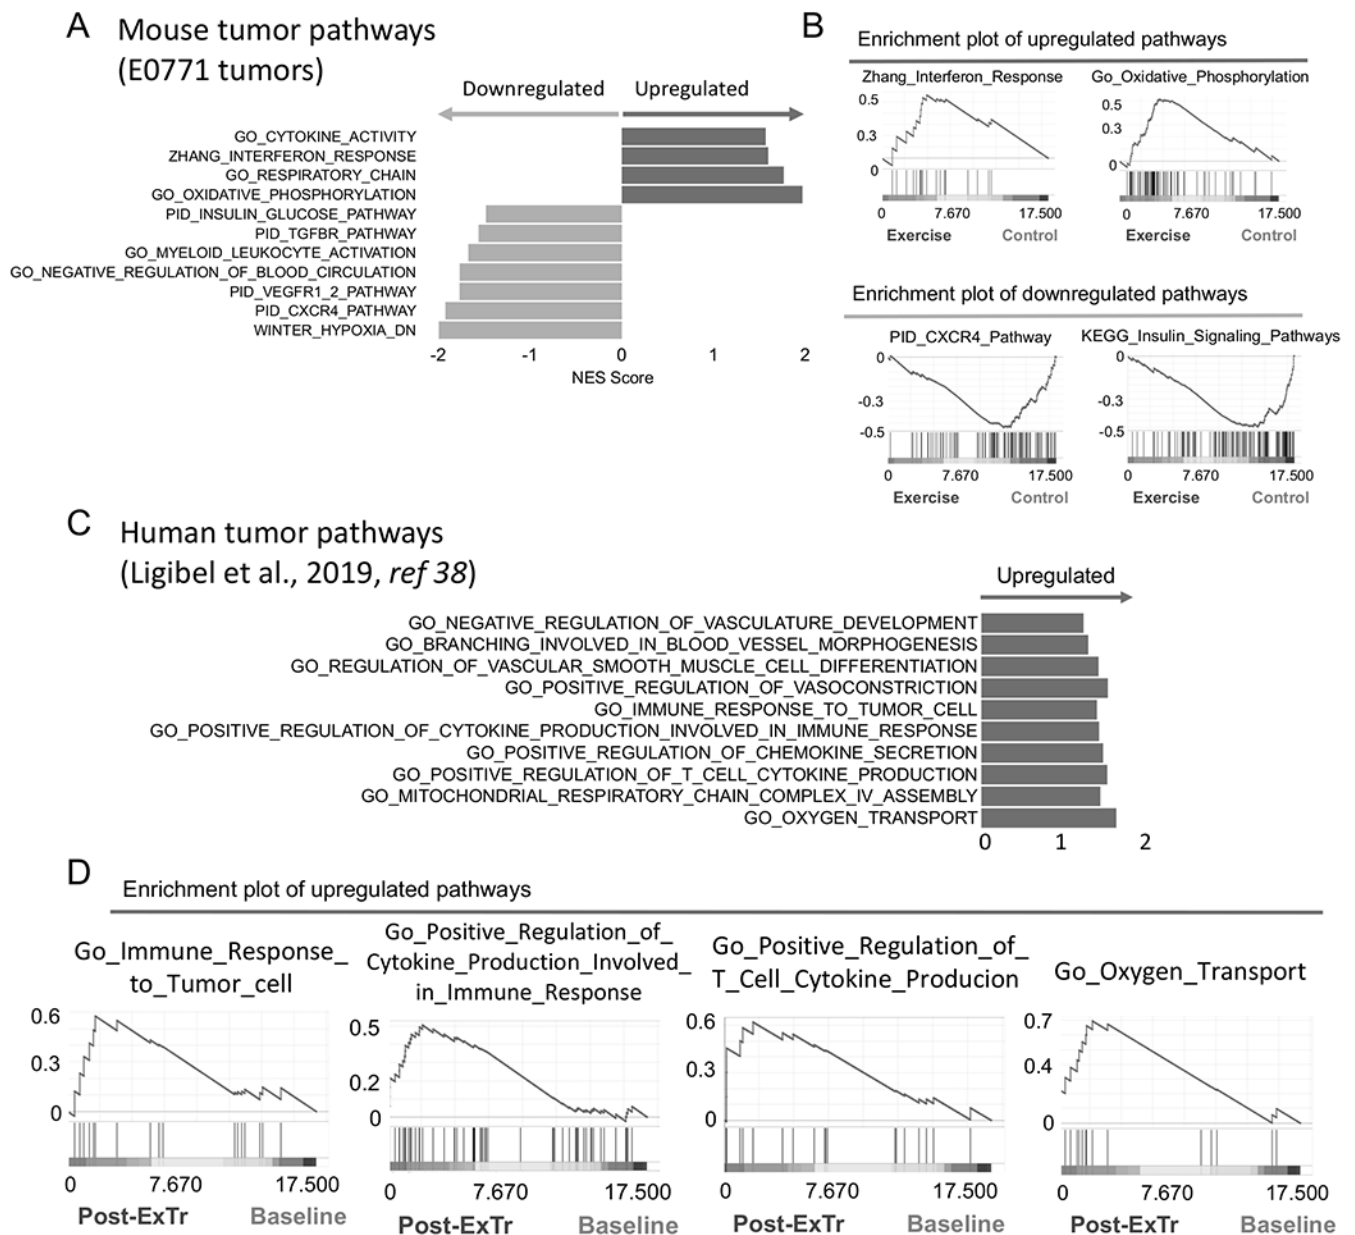 A Mouse tumor pathways
(E0771 tumors)
Downregulated Upregulated
GO_CYTOKINE_ACTIVITY
ZHANG_INTERFERON_RESPONSE
GO_RESPIRATORY_CHAIN
GO_OXIDATIVE_PHOSPHORYLATION
PID_INSULIN_GLUCOSE_PATHWAY
PID_TGFBR_PATHWAY
GO_MYELOID_LEUKOCYTE_ACTIVATION
GO_NEGATIVE_REGULATION_OF_BLOOD_CIRCULATION
PID_VEGFR1_2_PATHWAY
PID_CXCR4_PATHWAY
WINTER_HYPOXIA_DN
-2 -1 0 1 2
NES Score
B
Enrichment plot of upregulated pathways
Zhang_Interferon_Response Go_Oxidative_Phosphorylation
0.5 0.5
0.3 0.3
0 0
0 7.670 17.500 0 7.670 17.500
Exercise Control Exercise Control
Enrichment plot of downregulated pathways
PID_CXCR4_Pathway KEGG_Insulin_Signaling_Pathways
0 0
-0.3 -0.3
-0.5 -0.5
0 7.670 17.500 0 7.670 17.500
Exercise Control Exercise Control
C Human tumor pathways
(Ligibel et al., 2019, ref 38)
Upregulated
GO_NEGATIVE_REGULATION_OF_VASCULATURE_DEVELOPMENT
GO_BRANCHING_INVOLVED_IN_BLOOD_VESSEL_MORPHOGENESIS
GO_REGULATION_OF_VASCULAR_SMOOTH_MUSCLE_CELL_DIFFERENTIATION
GO_POSITIVE_REGULATION_OF_VASOCONSTRICTION
GO_IMMUNE_RESPONSE_TO_TUMOR_CELL
GO_POSITIVE_REGULATION_OF_CYTOKINE_PRODUCTION_INVOLVED_IN_IMMUNE_RESPONSE
GO_POSITIVE_REGULATION_OF_CHEMOKINE_SECRETION
GO_POSITIVE_REGULATION_OF_T_CELL_CYTOKINE_PRODUCTION
GO_MITOCHONDRIAL_RESPIRATORY_CHAIN_COMPLEX_IV_ASSEMBLY
GO_OXYGEN_TRANSPORT
0 1 2
D
Enrichment plot of upregulated pathways
Go_Immune_Response_
to_Tumor_cell
0.6
0.3
0
0 7.670 17.500
Post-ExTr Baseline
Go_Positive_Regulation_of_
Cytokine_Production_Involved_
in_Immune_Response
0.5
0.2
0
0 7.670 17.500
Post-ExTr Baseline
Go_Positive_Regulation_of_
T_Cell_Cytokine_Producion
0.6
0.3
0
0 7.670 17.500
Post-ExTr Baseline
Go_Oxygen_Transport
0.7
0.4
0
0 7.670 17.500
Post-ExTr Baseline